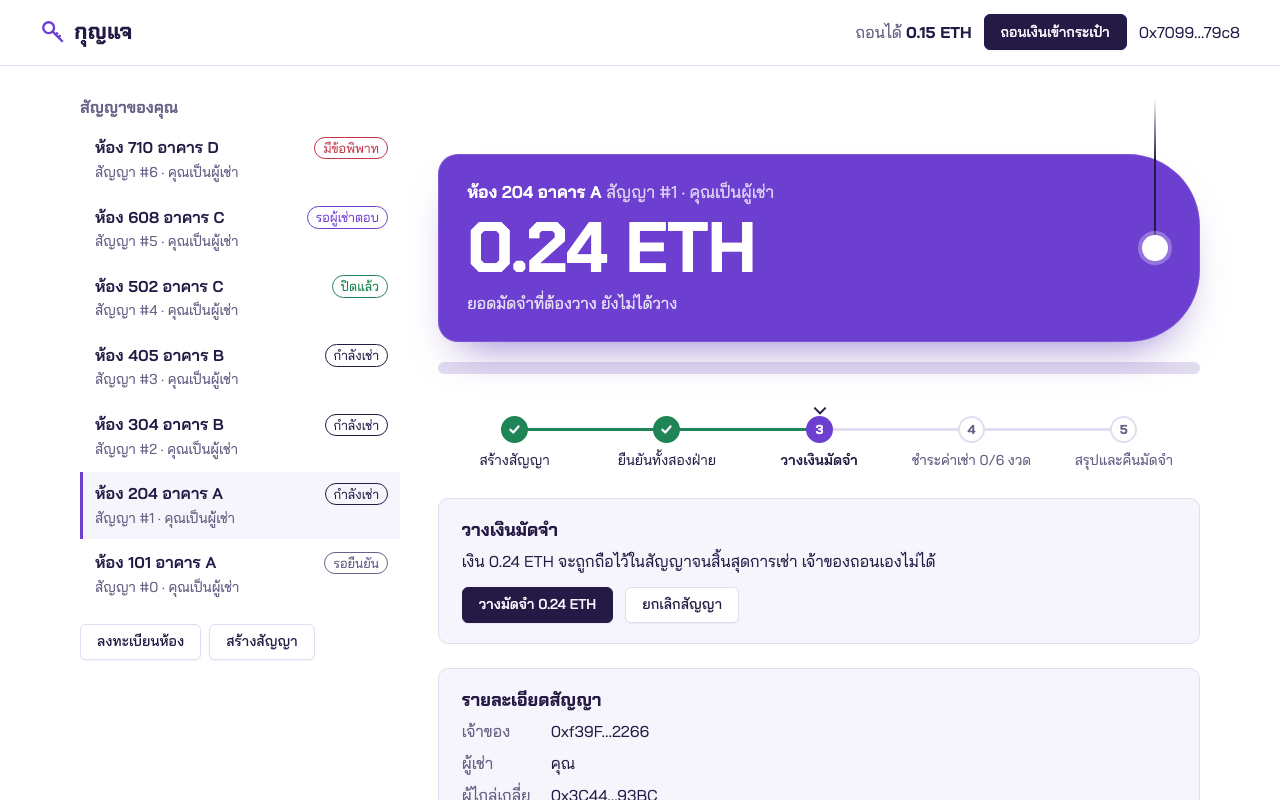 กุญแจ
ถอนได้ 0.15 ETH
ถอนเงินเข้ากระเป๋า
0x7099…79c8
สัญญาของคุณ
ห้อง 710 อาคาร D
มีข้อพิพาท
สัญญา #6 · คุณเป็นผู้เช่า
ห้อง 608 อาคาร C
รอผู้เช่าตอบ
สัญญา #5 · คุณเป็นผู้เช่า
ห้อง 502 อาคาร C
ปิดแล้ว
สัญญา #4 · คุณเป็นผู้เช่า
ห้อง 405 อาคาร B
กำลังเช่า
สัญญา #3 · คุณเป็นผู้เช่า
ห้อง 304 อาคาร B
กำลังเช่า
สัญญา #2 · คุณเป็นผู้เช่า
ห้อง 204 อาคาร A
กำลังเช่า
สัญญา #1 · คุณเป็นผู้เช่า
ห้อง 101 อาคาร A
รอยืนยัน
สัญญา #0 · คุณเป็นผู้เช่า
ลงทะเบียนห้อง
สร้างสัญญา
ห้อง 204 อาคาร A สัญญา #1 · คุณเป็นผู้เช่า
0.24 ETH
ยอดมัดจำที่ต้องวาง ยังไม่ได้วาง
3
4
5
สร้างสัญญา
ยืนยันทั้งสองฝ่าย
วางเงินมัดจำ
ชำระค่าเช่า 0/6 งวด
สรุปและคืนมัดจำ
วางเงินมัดจำ
เงิน 0.24 ETH จะถูกถือไว้ในสัญญาจนสิ้นสุดการเช่า เจ้าของถอนเองไม่ได้
วางมัดจำ 0.24 ETH
ยกเลิกสัญญา
รายละเอียดสัญญา
เจ้าของ 0xf39F…2266
ผู้เช่า คุณ
ผู้ไกล่เกลี่ย 0x3C44…93BC